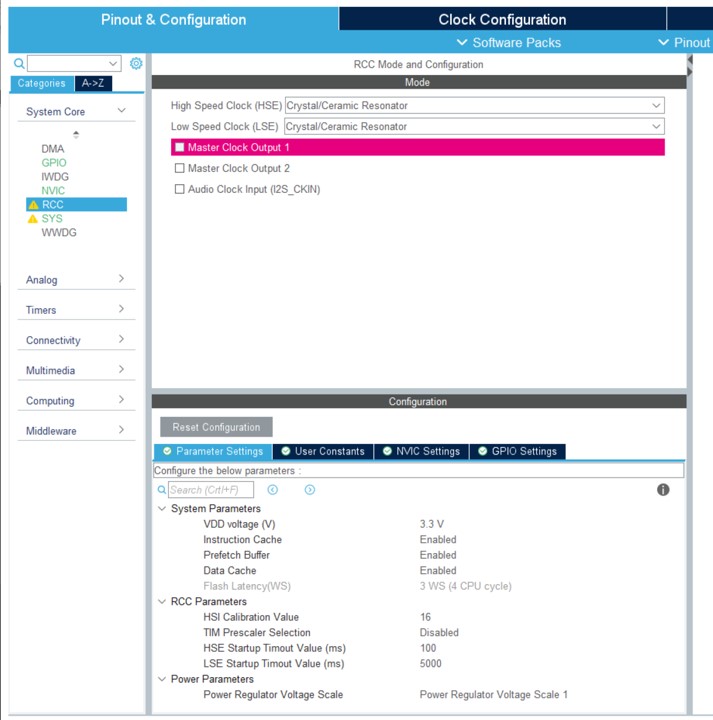 Pinout & Configuration
Clock Configuration
Software Packs
Pinout
Categories
A->Z
System Core
DMA
GPIO
IWDG
NVIC
RCC
SYS
WWDG
Analog
Timers
Connectivity
Multimedia
Computing
Middleware
RCC Mode and Configuration
Mode
High Speed Clock (HSE) Crystal/Ceramic Resonator
Low Speed Clock (LSE) Crystal/Ceramic Resonator
Master Clock Output 1
Master Clock Output 2
Audio Clock Input (I2S_CKIN)
Configuration
Reset Configuration
Parameter Settings
User Constants
NVIC Settings
GPIO Settings
Configure the below parameters :
Search (Crtl+F)
System Parameters
VDD voltage (V) 3.3 V
Instruction Cache Enabled
Prefetch Buffer Enabled
Data Cache Enabled
Flash Latency(WS) 3 WS (4 CPU cycle)
RCC Parameters
HSI Calibration Value 16
TIM Prescaler Selection Disabled
HSE Startup Timout Value (ms) 100
LSE Startup Timout Value (ms) 5000
Power Parameters
Power Regulator Voltage Scale Power Regulator Voltage Scale 1